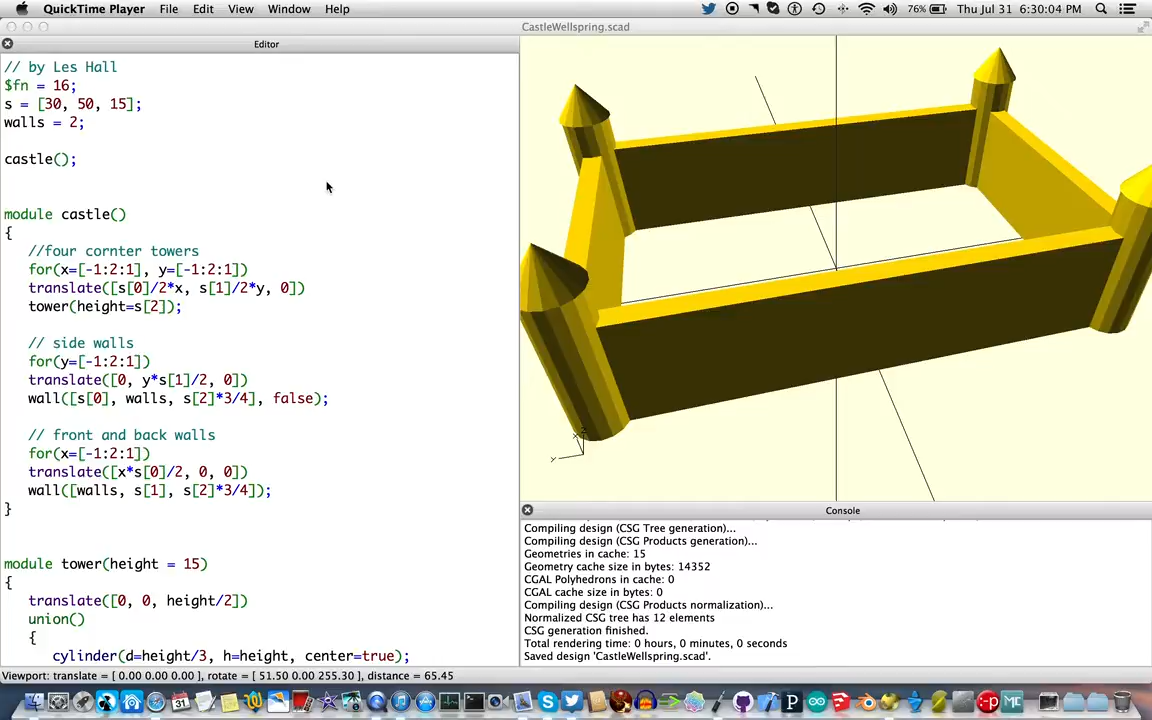 QuickTime Player File Edit View Window Help
76% Thu Jul 31 6:30:04 PM
CastleWellspring.scad
Editor
// by Les Hall
$fn = 16;
s = [30, 50, 15];
walls = 2;
castle();
module castle()
{
//four cornter towers
for(x=[-1:2:1], y=[-1:2:1])
translate([s[0]/2*x, s[1]/2*y, 0])
tower(height=s[2]);
// side walls
for(y=[-1:2:1])
translate([0, y*s[1]/2, 0])
wall([s[0], walls, s[2]*3/4], false);
// front and back walls
for(x=[-1:2:1])
translate([x*s[0]/2, 0, 0])
wall([walls, s[1], s[2]*3/4]);
}
module tower(height = 15)
{
translate([0, 0, height/2])
union()
{
cylinder(d=height/3, h=height, center=true);
Viewport: translate = [ 0.00 0.00 0.00 ], rotate = [ 51.50 0.00 255.30 ], distance = 65.45
Z
X
Y
Console
Compiling design (CSG Tree generation)...
Compiling design (CSG Products generation)...
Geometries in cache: 15
Geometry cache size in bytes: 14352
CGAL Polyhedrons in cache: 0
CGAL cache size in bytes: 0
Compiling design (CSG Products normalization)...
Normalized CSG tree has 12 elements
CSG generation finished.
Total rendering time: 0 hours, 0 minutes, 0 seconds
Saved design 'CastleWellspring.scad'.